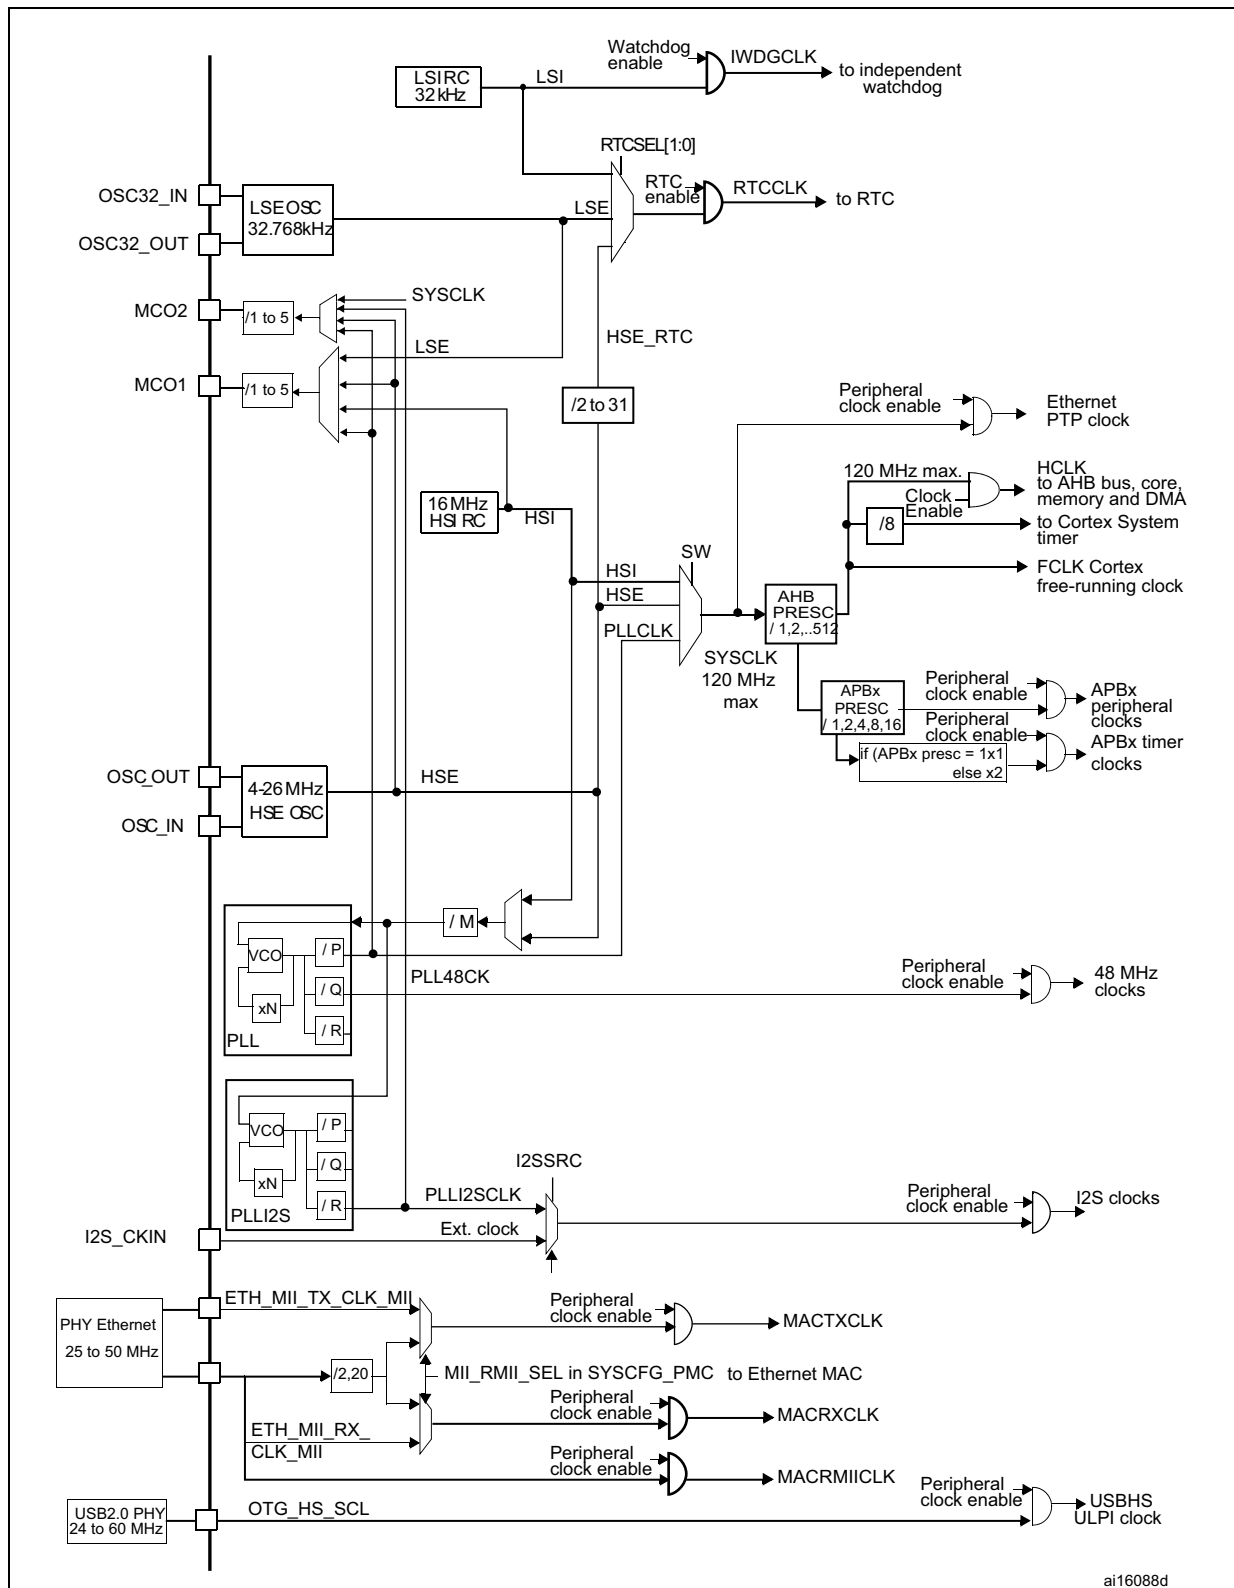 Watchdog
enable
IWDGCLK
to independent
watchdog
LSI RC
32 kHz
LSI
RTCSEL[1:0]
OSC32_IN
OSC32_OUT
LSE OSC
32.768kHz
LSE
RTC
enable
RTCCLK
to RTC
MCO2
/1 to 5
SYSCLK
HSE_RTC
LSE
MCO1
/1 to 5
/2 to 31
Peripheral
clock enable
Ethernet
PTP clock
16 MHz
HSI RC
HSI
120 MHz max.
Clock
Enable
HCLK
to AHB bus, core,
memory and DMA
/8
to Cortex System
timer
FCLK Cortex
free-running clock
SW
HSI
HSE
PLLCLK
SYSCLK
120 MHz
max
AHB
PRESC
/ 1,2,..512
APBx
PRESC
/ 1,2,4,8,16
Peripheral
clock enable
APBx
peripheral
clocks
if (APBx presc = 1x1
else x2
Peripheral
clock enable
APBx timer
clocks
OSC_OUT
OSC_IN
4-26 MHz
HSE OSC
HSE
/ M
VCO
xN
/ P
/ Q
/ R
PLL
PLL48CK
Peripheral
clock enable
48 MHz
clocks
VCO
xN
/ P
/ Q
/ R
PLLI2S
I2SSRC
PLLI2SCLK
Ext. clock
I2S_CKIN
Peripheral
clock enable
I2S clocks
PHY Ethernet
25 to 50 MHz
ETH_MII_TX_CLK_MII
Peripheral
clock enable
MACTXCLK
/2,20
MII_RMII_SEL in SYSCFG_PMC
to Ethernet MAC
ETH_MII_RX_
CLK_MII
Peripheral
clock enable
MACRXCLK
Peripheral
clock enable
MACRMIICLK
USB2.0 PHY
24 to 60 MHz
OTG_HS_SCL
Peripheral
clock enable
USBHS
ULPI clock
ai16088d